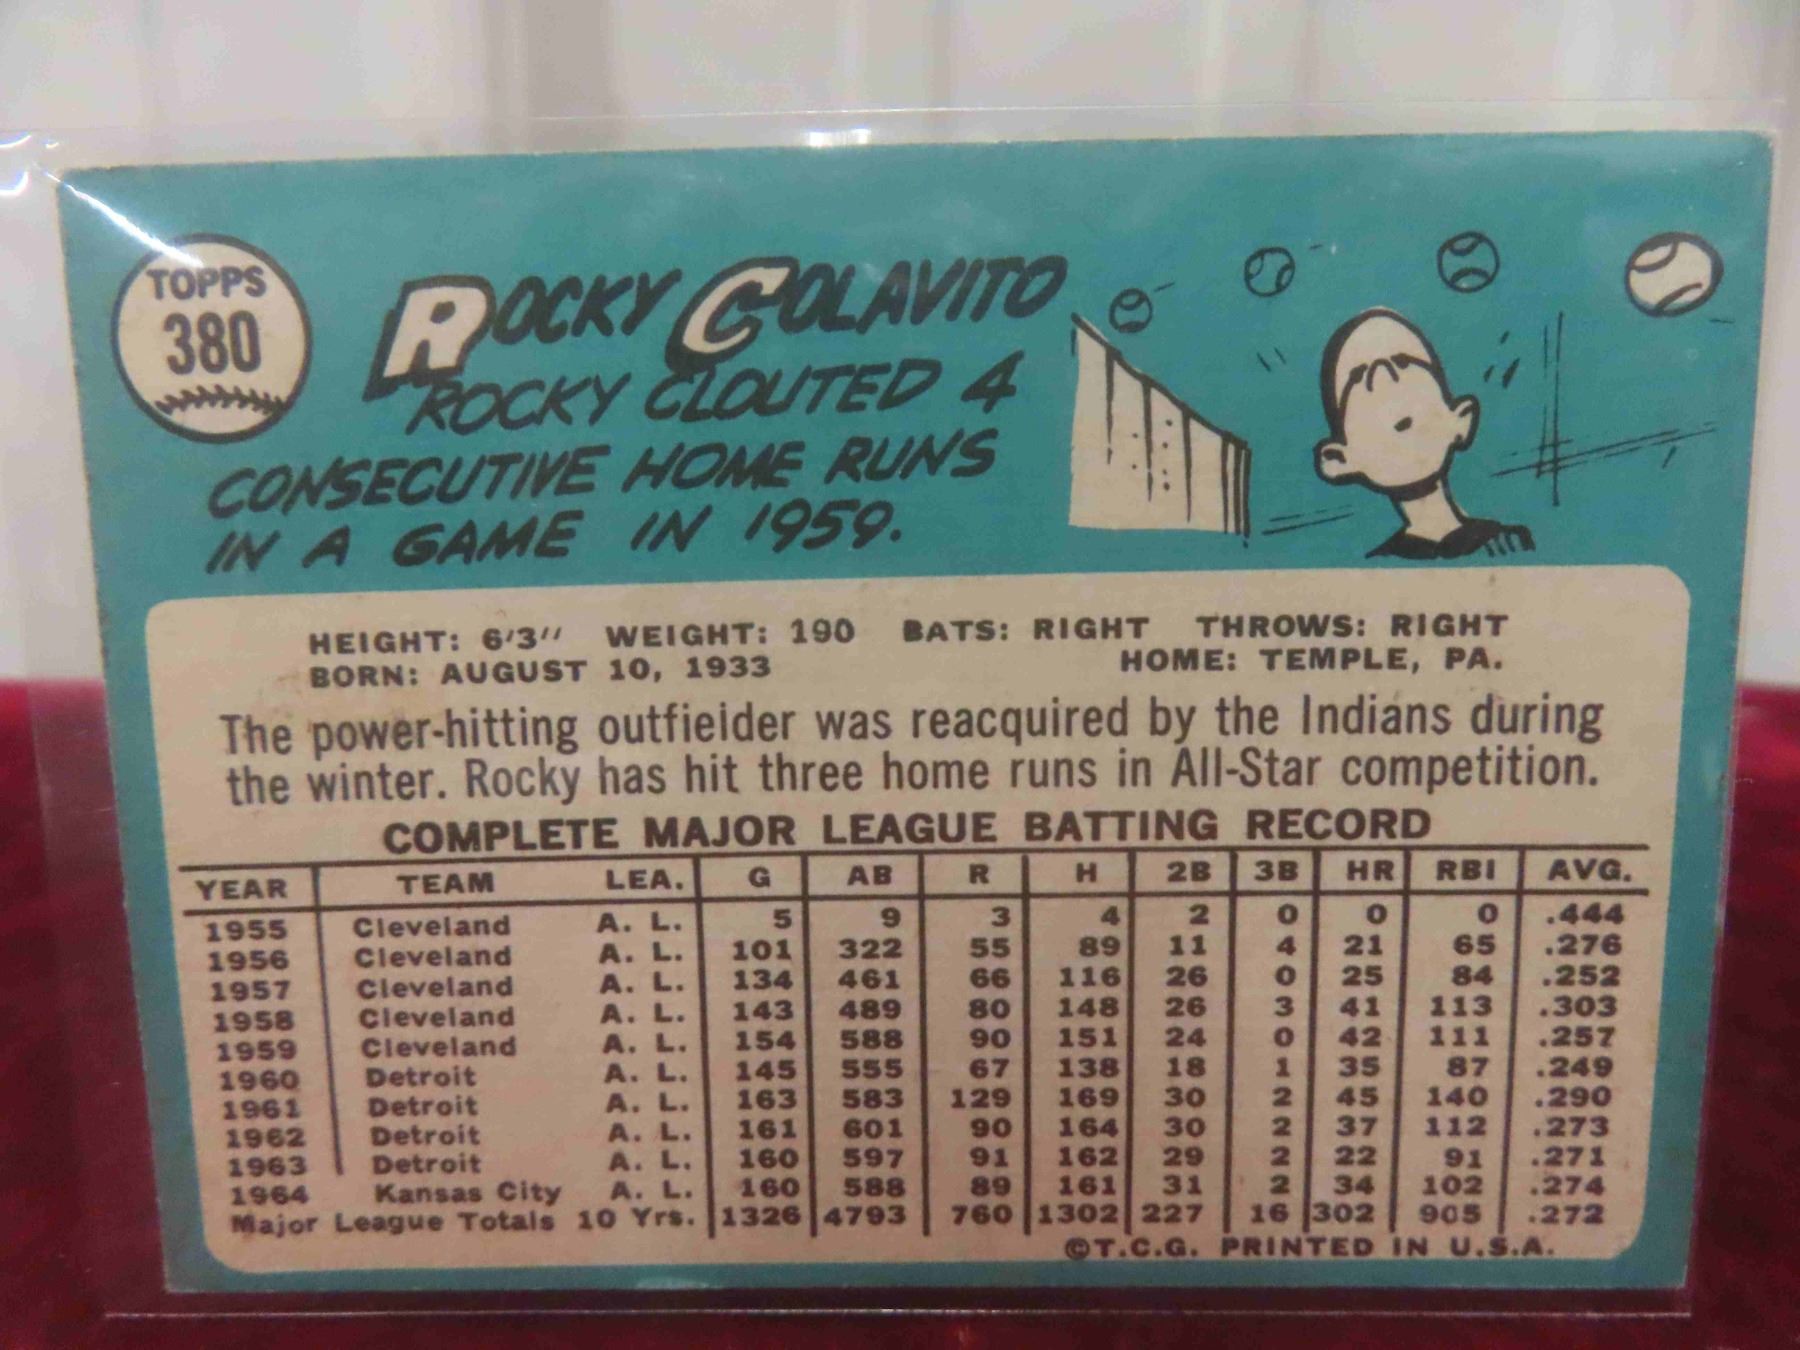 TOPPS
380
ROCKY COLAVITO
ROCKY CLOUTED 4
CONSECUTIVE HOME RUNS
IN A GAME IN 1959.
HEIGHT: 6'3" WEIGHT: 190 BATS: RIGHT THROWS: RIGHT
BORN: AUGUST 10, 1933 HOME: TEMPLE, PA.
The power-hitting outfielder was reacquired by the Indians during
the winter. Rocky has hit three home runs in All-Star competition.
COMPLETE MAJOR LEAGUE BATTING RECORD
YEAR TEAM LEA. G AB R H 2B 3B HR RBI AVG.
1955 Cleveland A. L. 5 9 3 4 2 0 0 0 .444
1956 Cleveland A. L. 101 322 55 89 11 4 21 65 .276
1957 Cleveland A. L. 134 461 66 116 26 0 25 84 .252
1958 Cleveland A. L. 143 489 80 148 26 3 41 113 .303
1959 Cleveland A. L. 154 588 90 151 24 0 42 111 .257
1960 Detroit A. L. 145 555 67 138 18 1 35 87 .249
1961 Detroit A. L. 163 583 129 169 30 2 45 140 .290
1962 Detroit A. L. 161 601 90 164 30 2 37 112 .273
1963 Detroit A. L. 160 597 91 162 29 2 22 91 .271
1964 Kansas City A. L. 160 588 89 161 31 2 34 102 .274
Major League Totals 10 Yrs. 1326 4793 760 1302 227 16 302 905 .272
©T.C.G. PRINTED IN U.S.A.